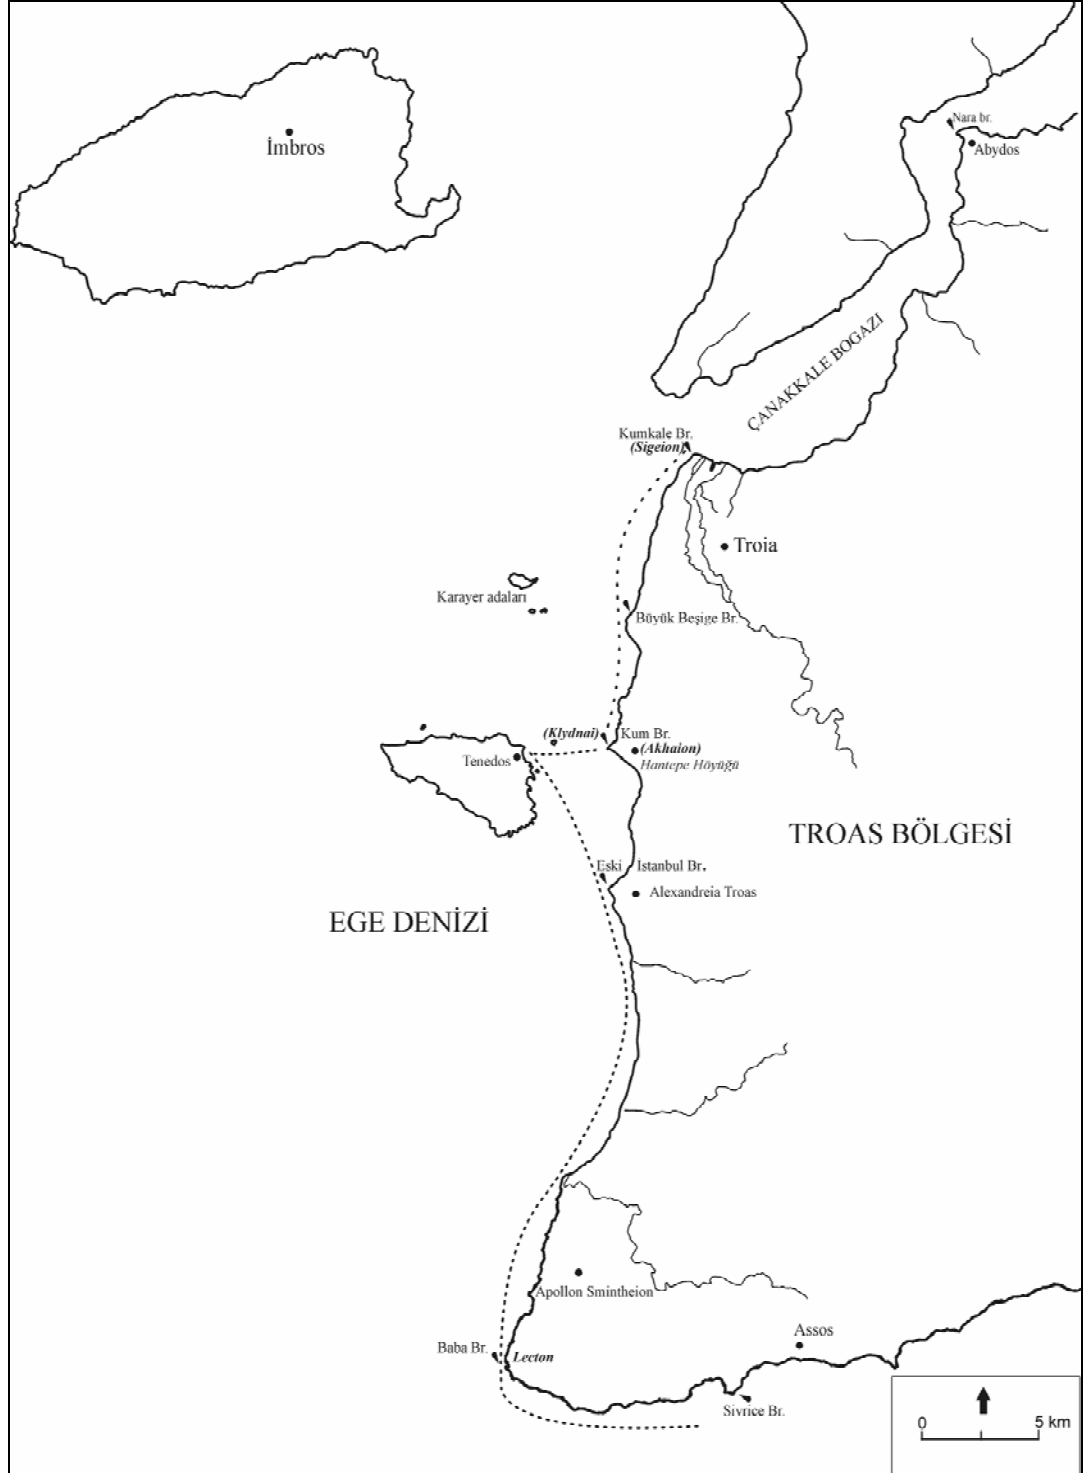 Nara br.
Abydos
İmbros
ÇANAKKALE BOGAZI
Kumkale Br.
(Sigeion)
Troia
Karayer adaları
Büyük Beşige Br.
(Klydnai)
Kum Br.
(Akhaion)
Hantepe Höyüğü
Tenedos
TROAS BÖLGESİ
Eski İstanbul Br.
Alexandreia Troas
EGE DENİZİ
Apollon Smintheion
Assos
Baba Br.
Lecton
Sivrice Br.
0 5 km